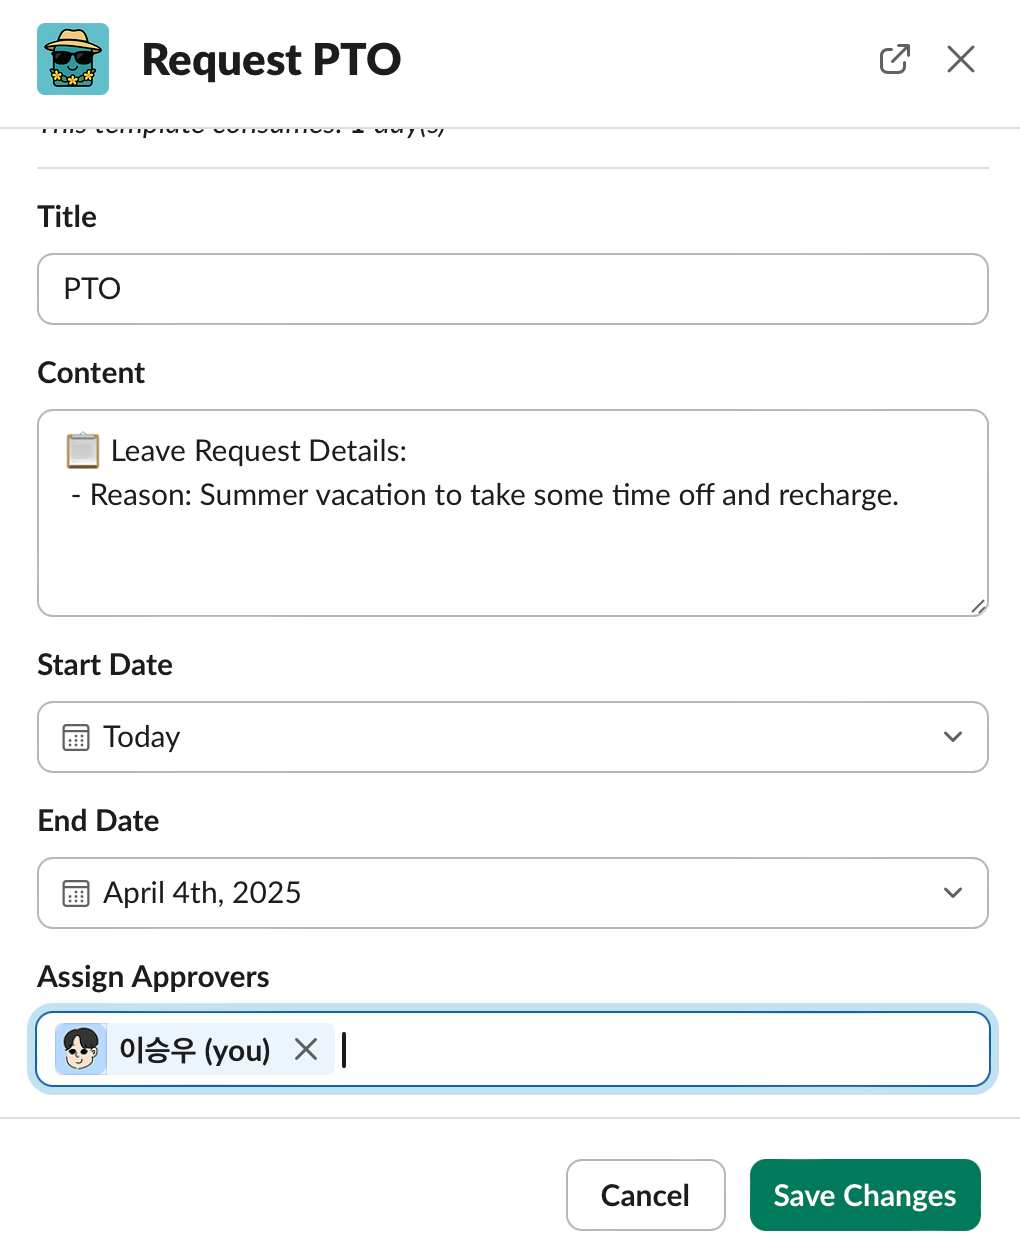 Request PTO
This template consumes: 1 day(s)
Title
PTO
Content
📋 Leave Request Details:
- Reason: Summer vacation to take some time off and recharge.
Start Date
Today
End Date
April 4th, 2025
Assign Approvers
이승우 (you)
Cancel
Save Changes